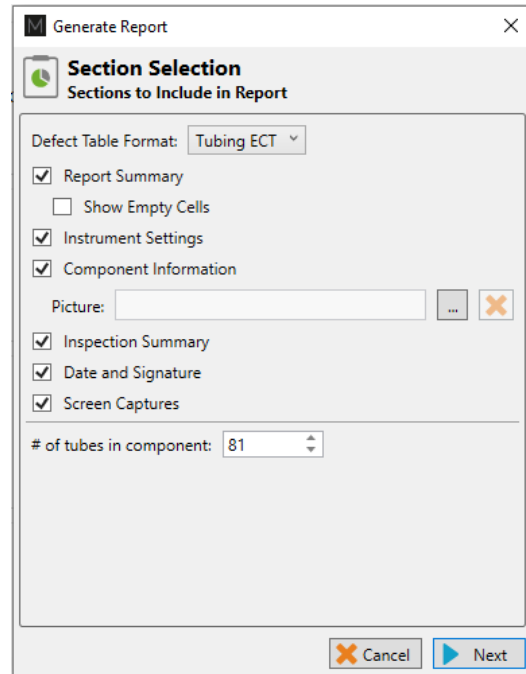 M Generate Report
Section Selection
Sections to Include in Report
Defect Table Format: Tubing ECT
Report Summary
Show Empty Cells
Instrument Settings
Component Information
Picture: ...
Inspection Summary
Date and Signature
Screen Captures
# of tubes in component: 81
Cancel Next